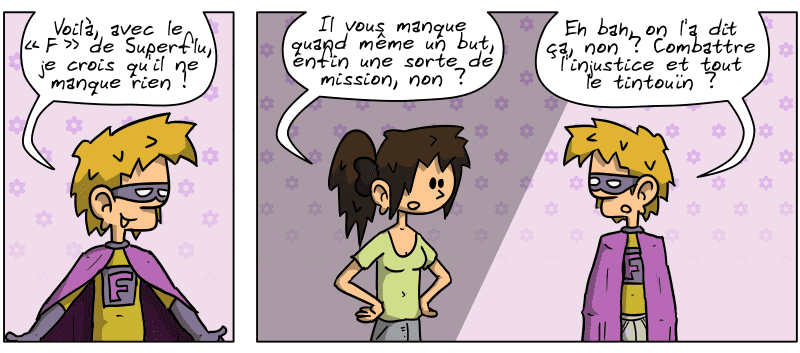 Voilà, avec le
« F » de Superflu,
je crois qu'il ne
manque rien !
F
Il vous manque
quand même un but,
enfin une sorte de
mission, non ?
Eh bah, on l'a dit
ça, non ? Combattre
l'injustice et tout
le tintouïn ?
F